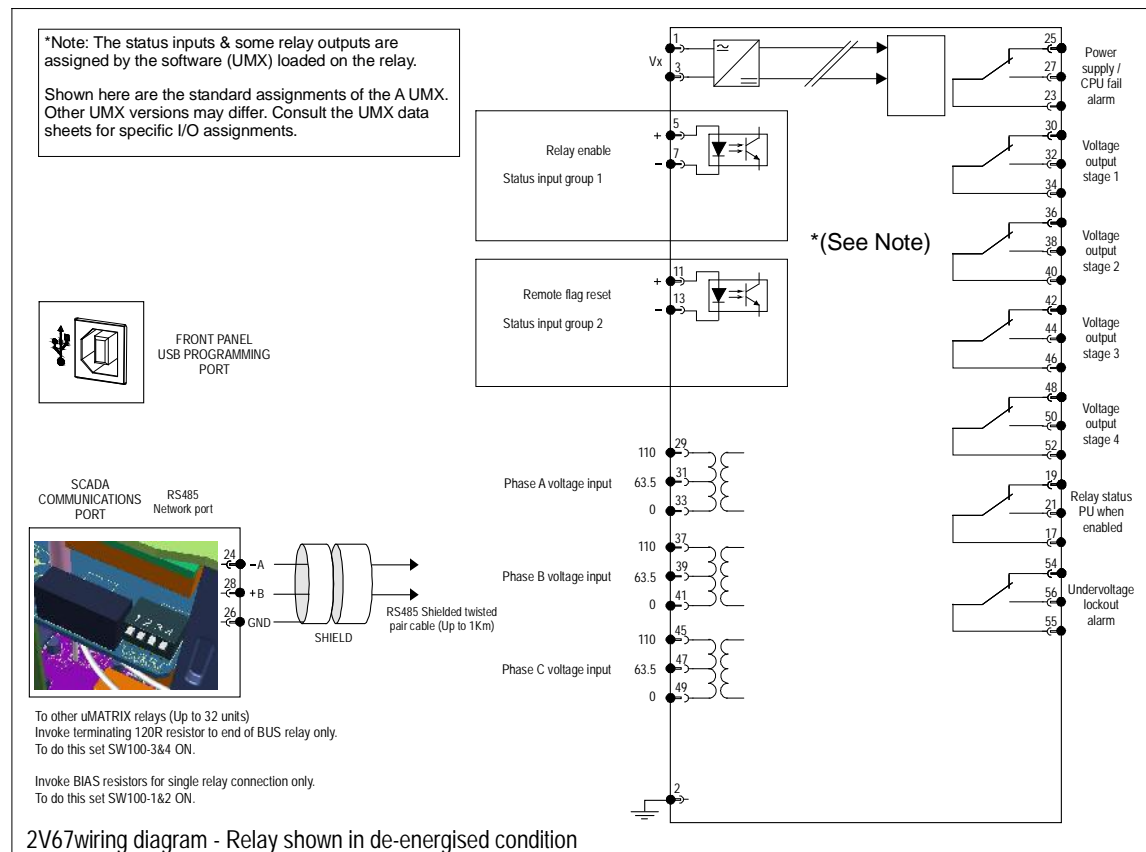 *Note: The status inputs & some relay outputs are
assigned by the software (UMX) loaded on the relay.
Shown here are the standard assignments of the A UMX.
Other UMX versions may differ. Consult the UMX data
sheets for specific I/O assignments.
FRONT PANEL
USB PROGRAMMING
PORT
SCADA
COMMUNICATIONS
PORT
RS485
Network port
1 2 3 4
24
- A
28
+ B
26
GND
SHIELD
RS485 Shielded twisted
pair cable (Up to 1Km)
To other uMATRIX relays (Up to 32 units)
Invoke terminating 120R resistor to end of BUS relay only.
To do this set SW100-3&4 ON.
Invoke BIAS resistors for single relay connection only.
To do this set SW100-1&2 ON.
Vx
1
3
Relay enable
Status input group 1
+
5
-
7
*(See Note)
Remote flag reset
Status input group 2
+
11
-
13
Phase A voltage input
110
29
63.5
31
0
33
Phase B voltage input
110
37
63.5
39
0
41
Phase C voltage input
110
45
63.5
47
0
49
2
25
27
23
Power
supply /
CPU fail
alarm
30
32
34
Voltage
output
stage 1
36
38
40
Voltage
output
stage 2
42
44
46
Voltage
output
stage 3
48
50
52
Voltage
output
stage 4
19
21
17
Relay status
PU when
enabled
54
56
55
Undervoltage
lockout
alarm
2V67wiring diagram - Relay shown in de-energised condition